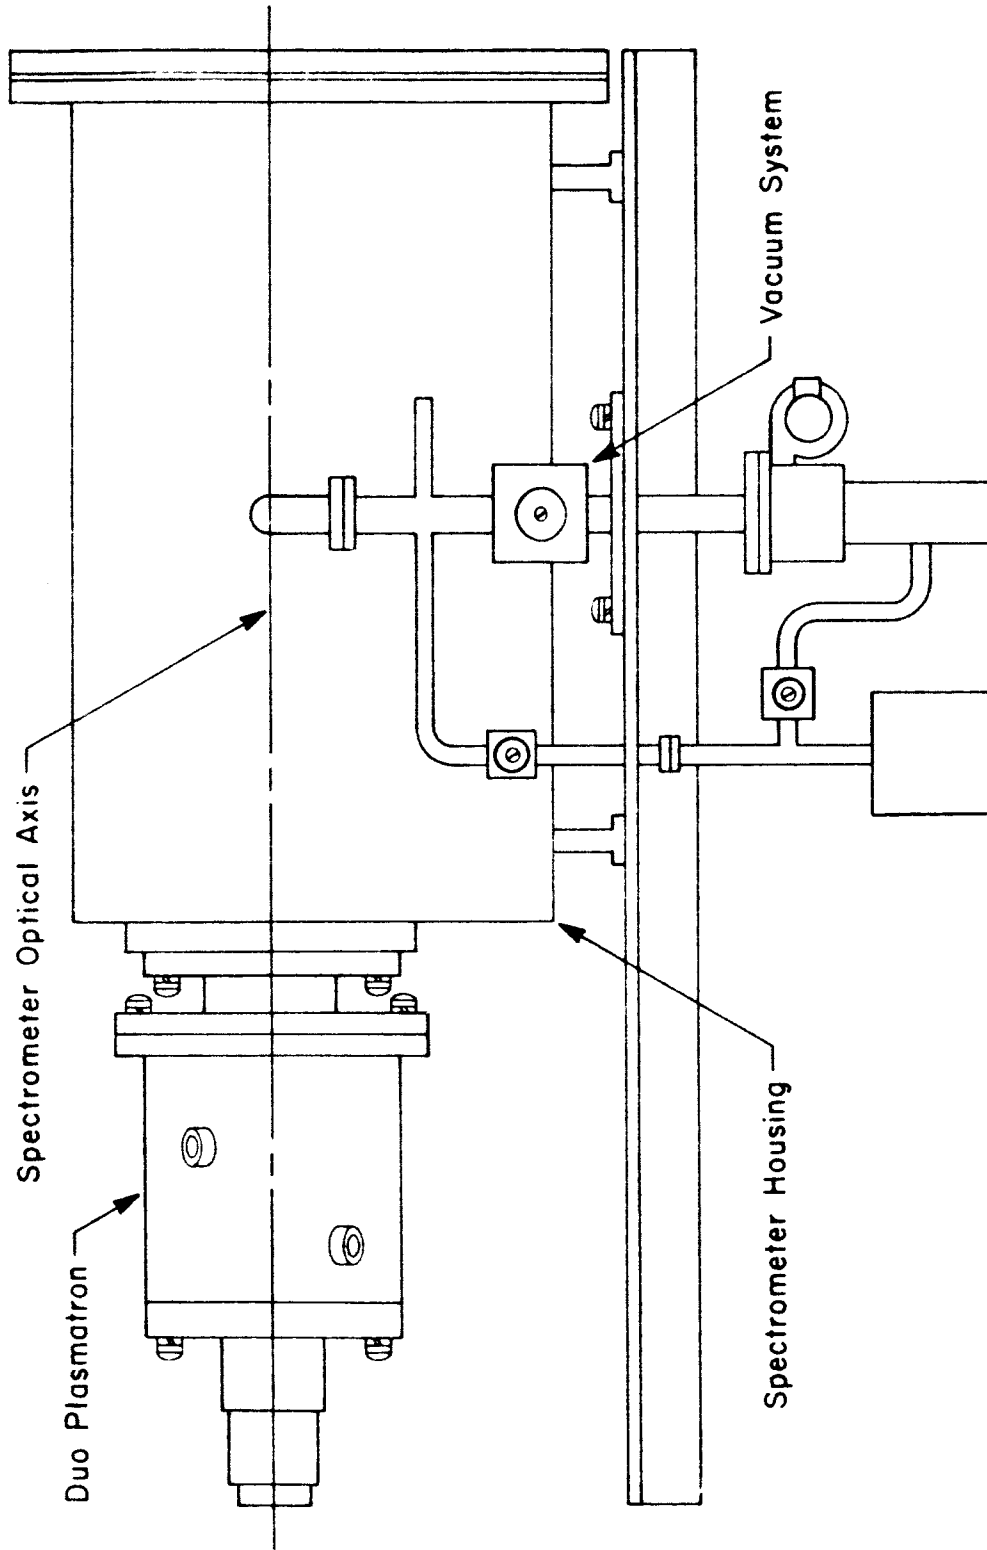 Duo Plasmatron
Spectrometer Optical Axis
Spectrometer Housing
Vacuum System